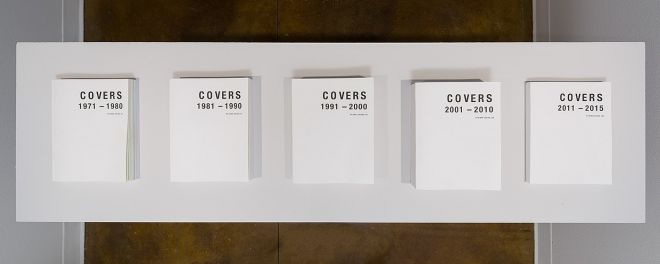 COVERS
1971 – 1980
COVERS
1981 – 1990
COVERS
1991 – 2000
COVERS
2001 – 2010
COVERS
2011 – 2015